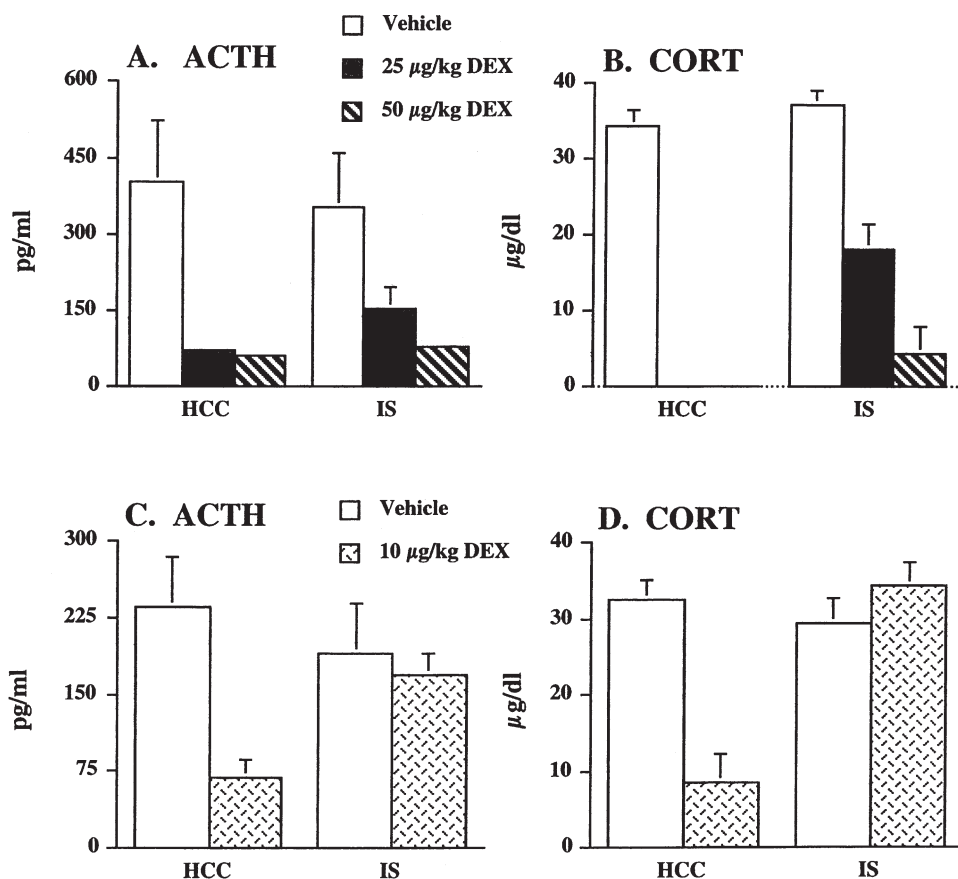 Vehicle
25 µg/kg DEX
50 µg/kg DEX
A. ACTH
600
450
300
150
0
pg/ml
HCC
IS
B. CORT
40
30
20
10
0
µg/dl
HCC
IS
C. ACTH
Vehicle
10 µg/kg DEX
300
225
150
75
0
pg/ml
HCC
IS
D. CORT
40
30
30
10
0
µg/dl
HCC
IS